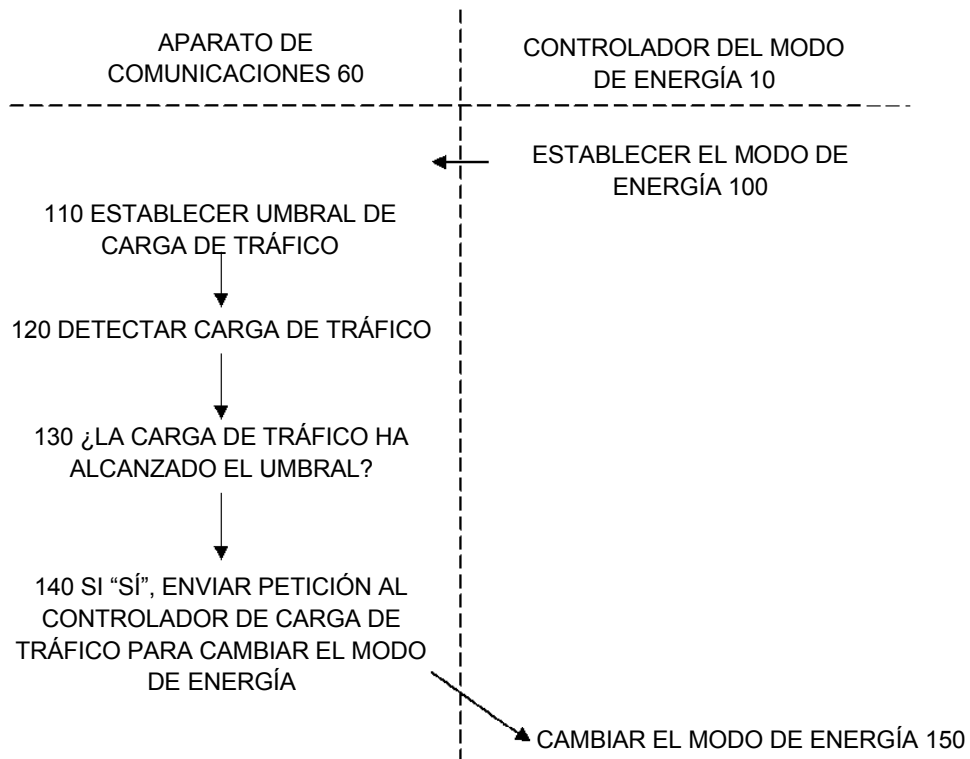 APARATO DE
COMUNICACIONES 60
CONTROLADOR DEL MODO
DE ENERGÍA 10
ESTABLECER EL MODO DE
ENERGÍA 100
110 ESTABLECER UMBRAL DE
CARGA DE TRÁFICO
120 DETECTAR CARGA DE TRÁFICO
130 ¿LA CARGA DE TRÁFICO HA
ALCANZADO EL UMBRAL?
140 SI “SÍ”, ENVIAR PETICIÓN AL
CONTROLADOR DE CARGA DE
TRÁFICO PARA CAMBIAR EL MODO
DE ENERGÍA
CAMBIAR EL MODO DE ENERGÍA 150